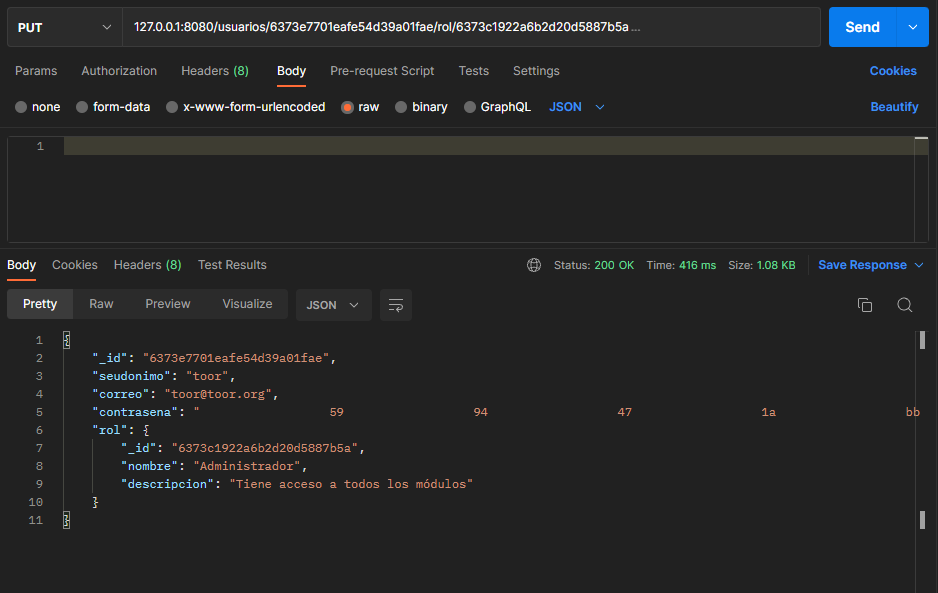 PUT 127.0.0.1:8080/usuarios/6373e7701eafe54d39a01fae/rol/6373c1922a6b2d20d5887b5a... Send
Params Authorization Headers (8) Body Pre-request Script Tests Settings Cookies
none form-data x-www-form-urlencoded raw binary GraphQL JSON Beautify
1
Body Cookies Headers (8) Test Results Status: 200 OK Time: 416 ms Size: 1.08 KB Save Response
Pretty Raw Preview Visualize JSON
1 {
2 "_id": "6373e7701eafe54d39a01fae",
3 "seudonimo": "toor",
4 "correo": "toor@toor.org",
5 "contrasena": " 59 94 47 1a bb
6 "rol": {
7 "_id": "6373c1922a6b2d20d5887b5a",
8 "nombre": "Administrador",
9 "descripcion": "Tiene acceso a todos los módulos"
10 }
11 }